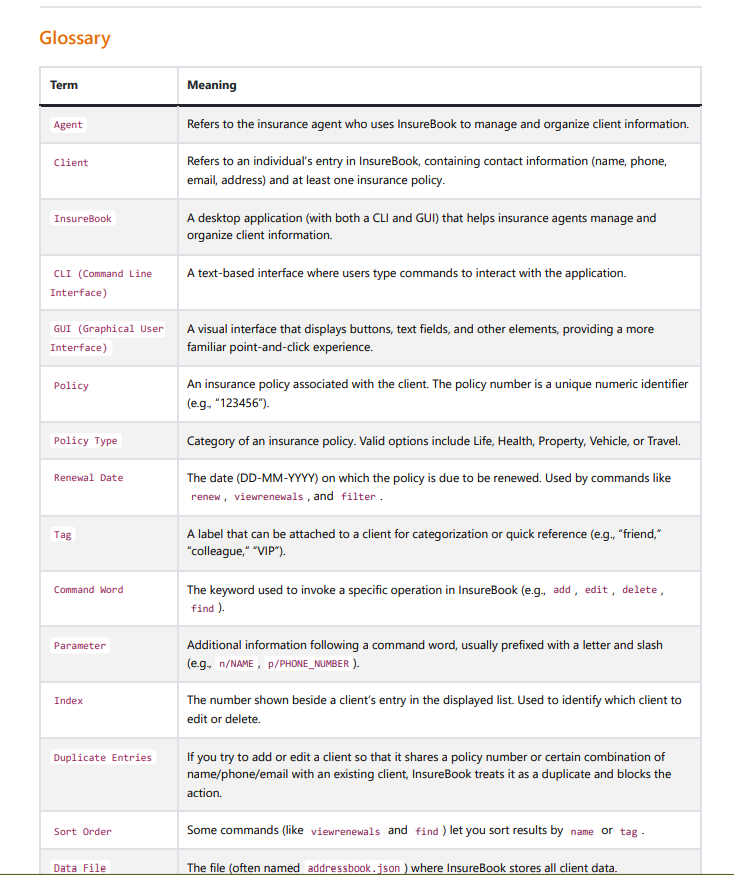 Glossary
Term Meaning
Agent Refers to the insurance agent who uses InsureBook to manage and organize client information.
Client Refers to an individual's entry in InsureBook, containing contact information (name, phone,
email, address) and at least one insurance policy.
InsureBook A desktop application (with both a CLI and GUI) that helps insurance agents manage and
organize client information.
CLI (Command Line
Interface)
A text-based interface where users type commands to interact with the application.
GUI (Graphical User
Interface)
A visual interface that displays buttons, text fields, and other elements, providing a more
familiar point-and-click experience.
Policy An insurance policy associated with the client. The policy number is a unique numeric identifier
(e.g., “123456”).
Policy Type Category of an insurance policy. Valid options include Life, Health, Property, Vehicle, or Travel.
Renewal Date The date (DD-MM-YYYY) on which the policy is due to be renewed. Used by commands like
renew , viewrenewals , and filter .
Tag A label that can be attached to a client for categorization or quick reference (e.g., “friend,”
“colleague,” “VIP”).
Command Word The keyword used to invoke a specific operation in InsureBook (e.g., add , edit , delete ,
find ).
Parameter Additional information following a command word, usually prefixed with a letter and slash
(e.g., n/NAME , p/PHONE_NUMBER ).
Index The number shown beside a client's entry in the displayed list. Used to identify which client to
edit or delete.
Duplicate Entries If you try to add or edit a client so that it shares a policy number or certain combination of
name/phone/email with an existing client, InsureBook treats it as a duplicate and blocks the
action.
Sort Order Some commands (like viewrenewals and find ) let you sort results by name or tag .
Data File The file (often named addressbook.json ) where InsureBook stores all client data.